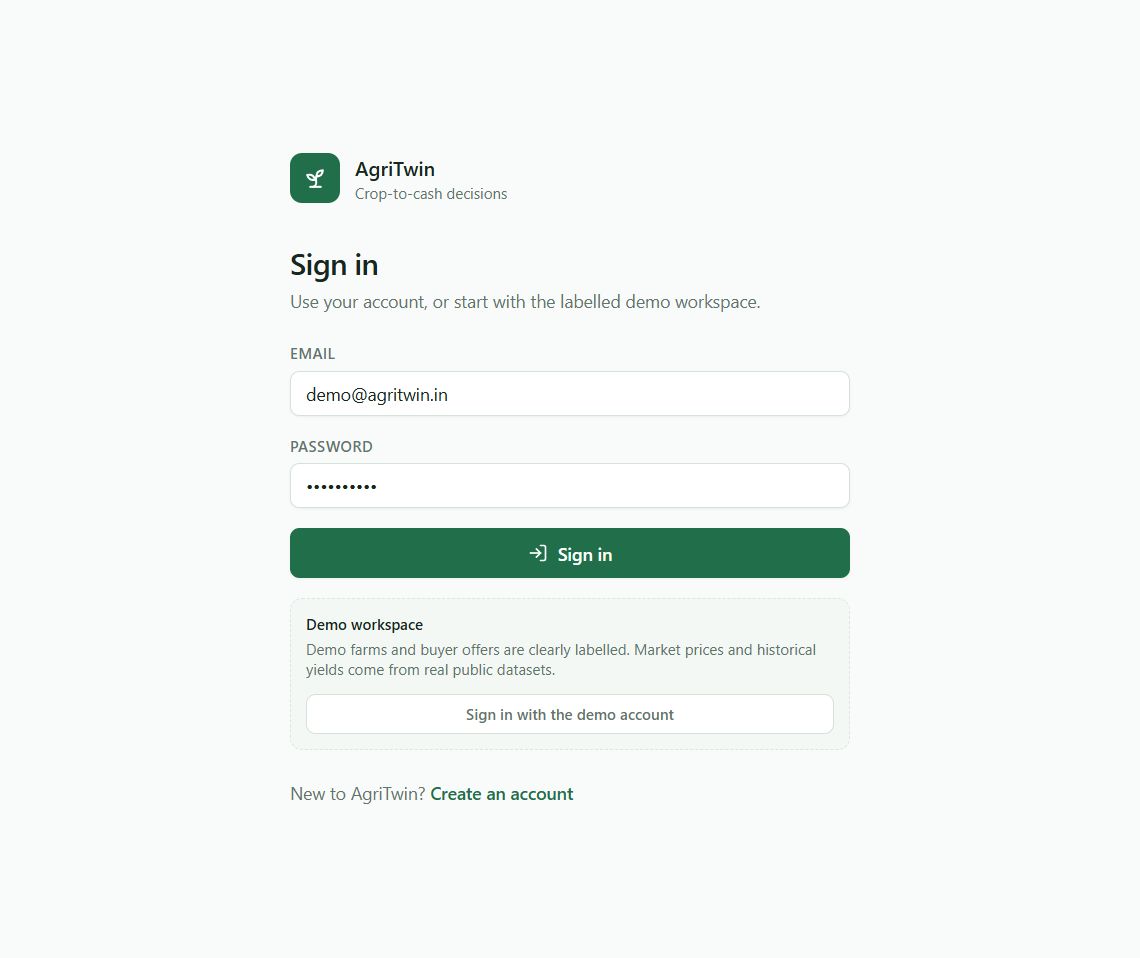 AgriTwin
Crop-to-cash decisions
Sign in
Use your account, or start with the labelled demo workspace.
EMAIL
demo@agritwin.in
PASSWORD
••••••••••
Sign in
Demo workspace
Demo farms and buyer offers are clearly labelled. Market prices and historical
yields come from real public datasets.
Sign in with the demo account
New to AgriTwin? Create an account